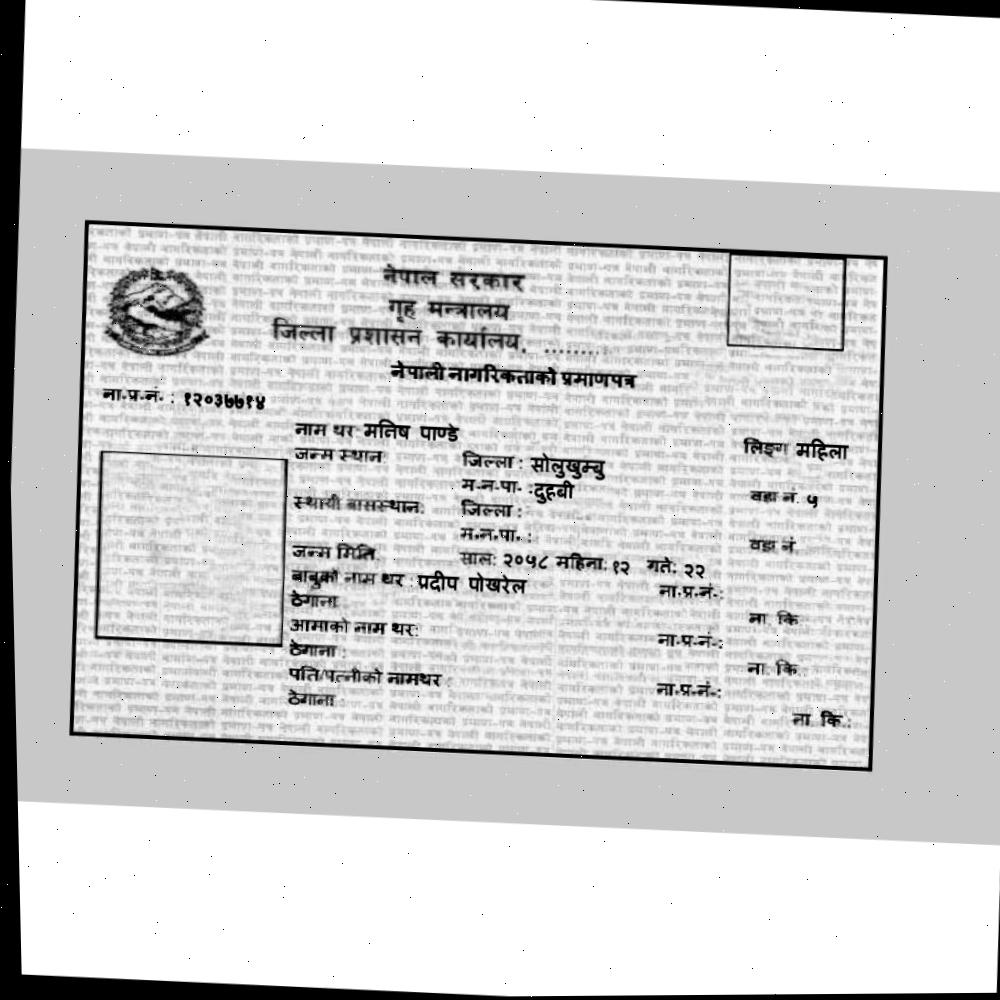 नेपाल सरकार
गृह मन्त्रालय
जिल्ला प्रशासन कार्यालय. ........
नेपाली नागरिकताको प्रमाणपत्र
ना.प्र.नं. : १२०३७७१४
नाम थर मनिष पाण्डे लिङ्ग महिला
जन्म स्थान: जिल्ला : सोलुखुम्बु
म.न.पा. :दुहबी वडा नं. ५
स्थायी बासस्थान: जिल्ला :
म.न.पा. : वडा नं
जन्म मिति: साल: २०५८ महिना: १२ गते: २२
बाबुको नाम थर : प्रदीप पोखरेल ना.प्र.नं.:
ठेगाना ना. कि:
आमाको नाम थर: ना.प्र.नं.:
ठेगाना : ना. कि.:
पति/पत्नीको नामथर : ना.प्र.नं.:
ठेगाना : ना. कि.: